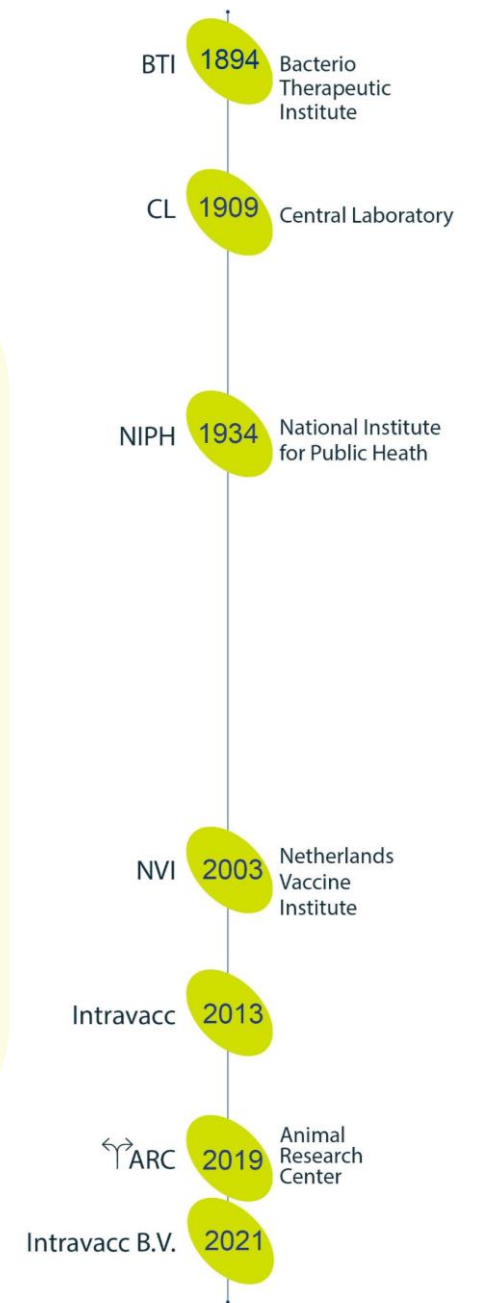 BTI 1894 Bacterio
Therapeutic
Institute
CL 1909 Central Laboratory
NIPH 1934 National Institute
for Public Heath
NVI 2003 Netherlands
Vaccine
Institute
Intravacc 2013
ARC 2019 Animal
Research
Center
Intravacc B.V. 2021